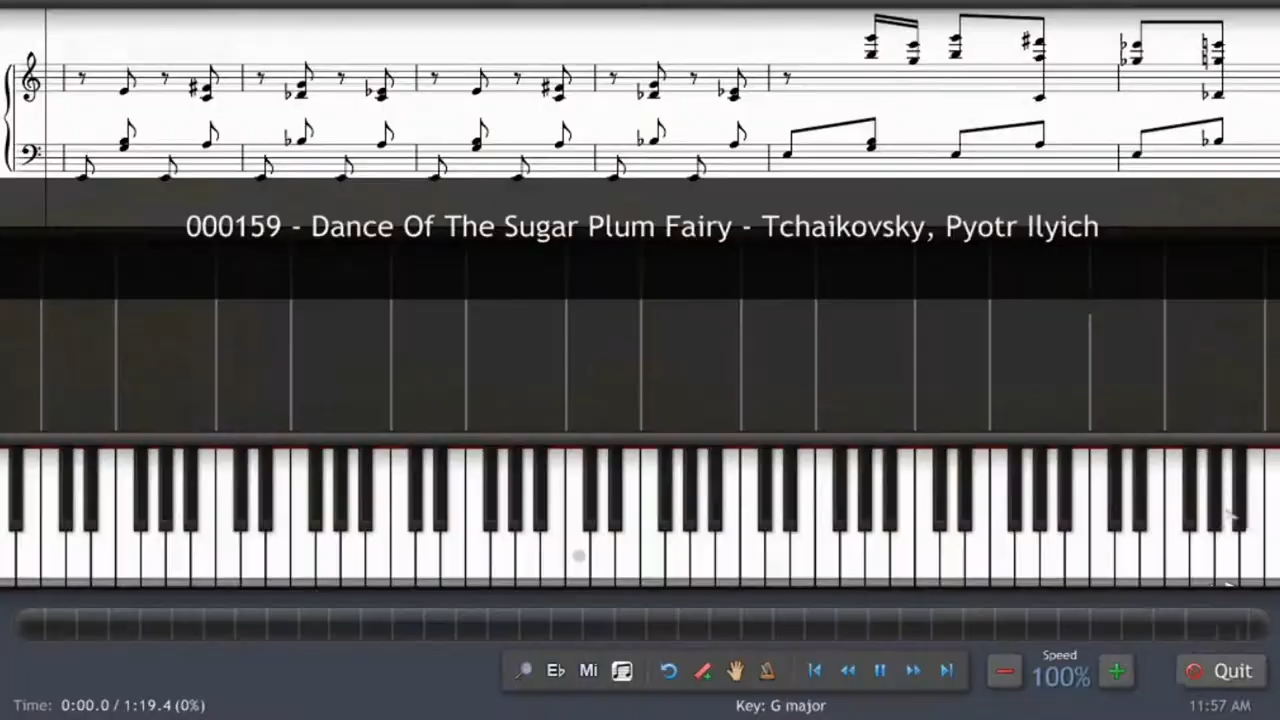 000159 - Dance Of The Sugar Plum Fairy - Tchaikovsky, Pyotr Ilyich
E♭ Mi
Speed
100%
Quit
Time: 0:00.0 / 1:19.4 (0%)
Key: G major
11:57 AM